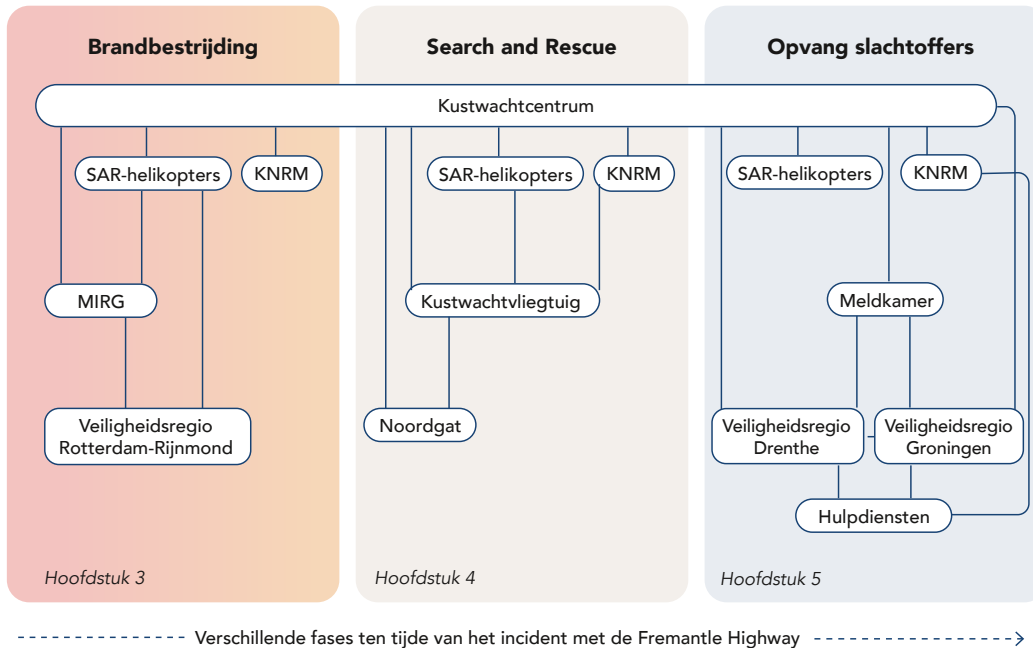 Brandbestrijding
Search and Rescue
Opvang slachtoffers
Kustwachtcentrum
SAR-helikopters
KNRM
SAR-helikopters
KNRM
SAR-helikopters
KNRM
MIRG
Kustwachtvliegtuig
Meldkamer
Veiligheidsregio
Rotterdam-Rijnmond
Noordgat
Veiligheidsregio
Drenthe
Veiligheidsregio
Groningen
Hulpdiensten
Hoofdstuk 3
Hoofdstuk 4
Hoofdstuk 5
Verschillende fases ten tijde van het incident met de Fremantle Highway